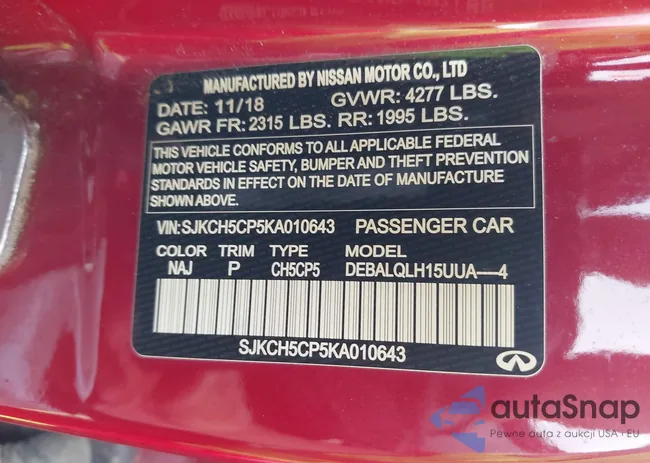 MANUFACTURED BY NISSAN MOTOR CO., LTD
DATE: 11/18 GVWR: 4277 LBS.
GAWR FR: 2315 LBS. RR: 1995 LBS.
THIS VEHICLE CONFORMS TO ALL APPLICABLE FEDERAL
MOTOR VEHICLE SAFETY, BUMPER AND THEFT PREVENTION
STANDARDS IN EFFECT ON THE DATE OF MANUFACTURE
SHOWN ABOVE.
VIN: SJKCH5CP5KA010643 PASSENGER CAR
COLOR TRIM TYPE MODEL
NAJ P CH5CP5 DEBALQLH15UUA----4
SJKCH5CP5KA010643
autaSnap
Pewne auta z aukcji USA i EU